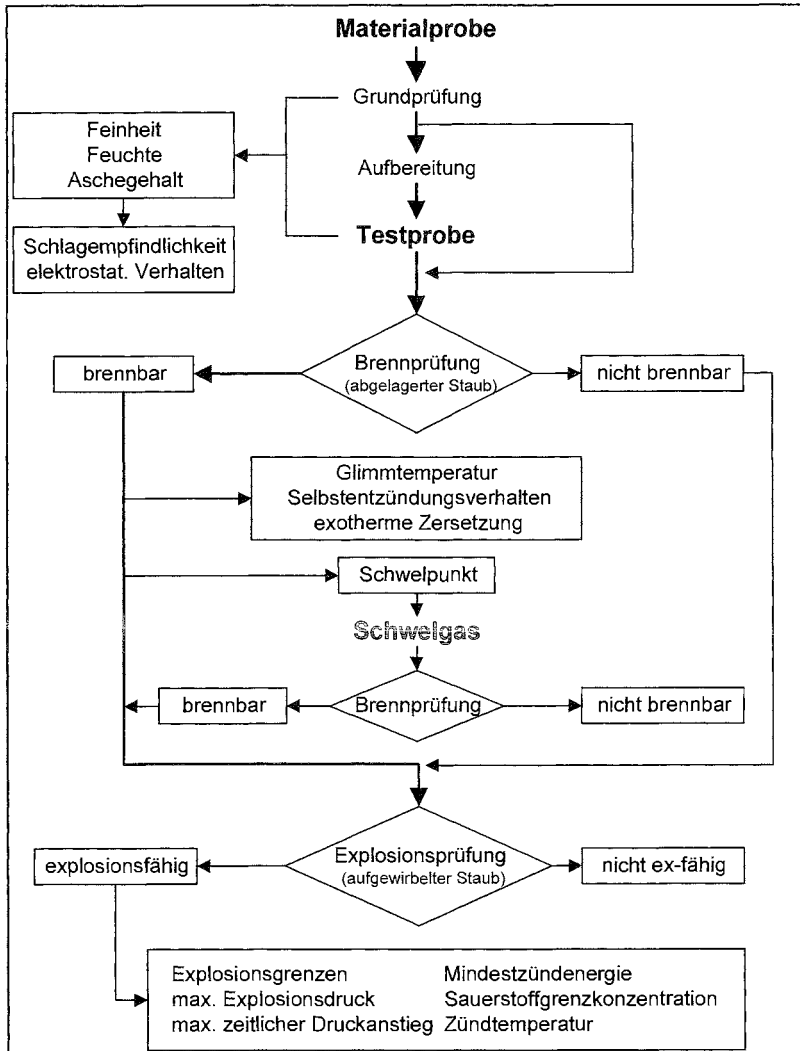 Materialprobe
Grundprüfung
Feinheit
Feuchte
Aschegehalt
Aufbereitung
Schlagempfindlichkeit
elektrostat. Verhalten
Testprobe
Brennprüfung
(abgelagerter Staub)
brennbar
nicht brennbar
Glimmtemperatur
Selbstentzündungsverhalten
exotherme Zersetzung
Schwelpunkt
Schwelgas
brennbar
Brennprüfung
nicht brennbar
Explosionsprüfung
(aufgewirbelter Staub)
explosionsfähig
nicht ex-fähig
Explosionsgrenzen
max. Explosionsdruck
max. zeitlicher Druckanstieg
Mindestzündenergie
Sauerstoffgrenzkonzentration
Zündtemperatur